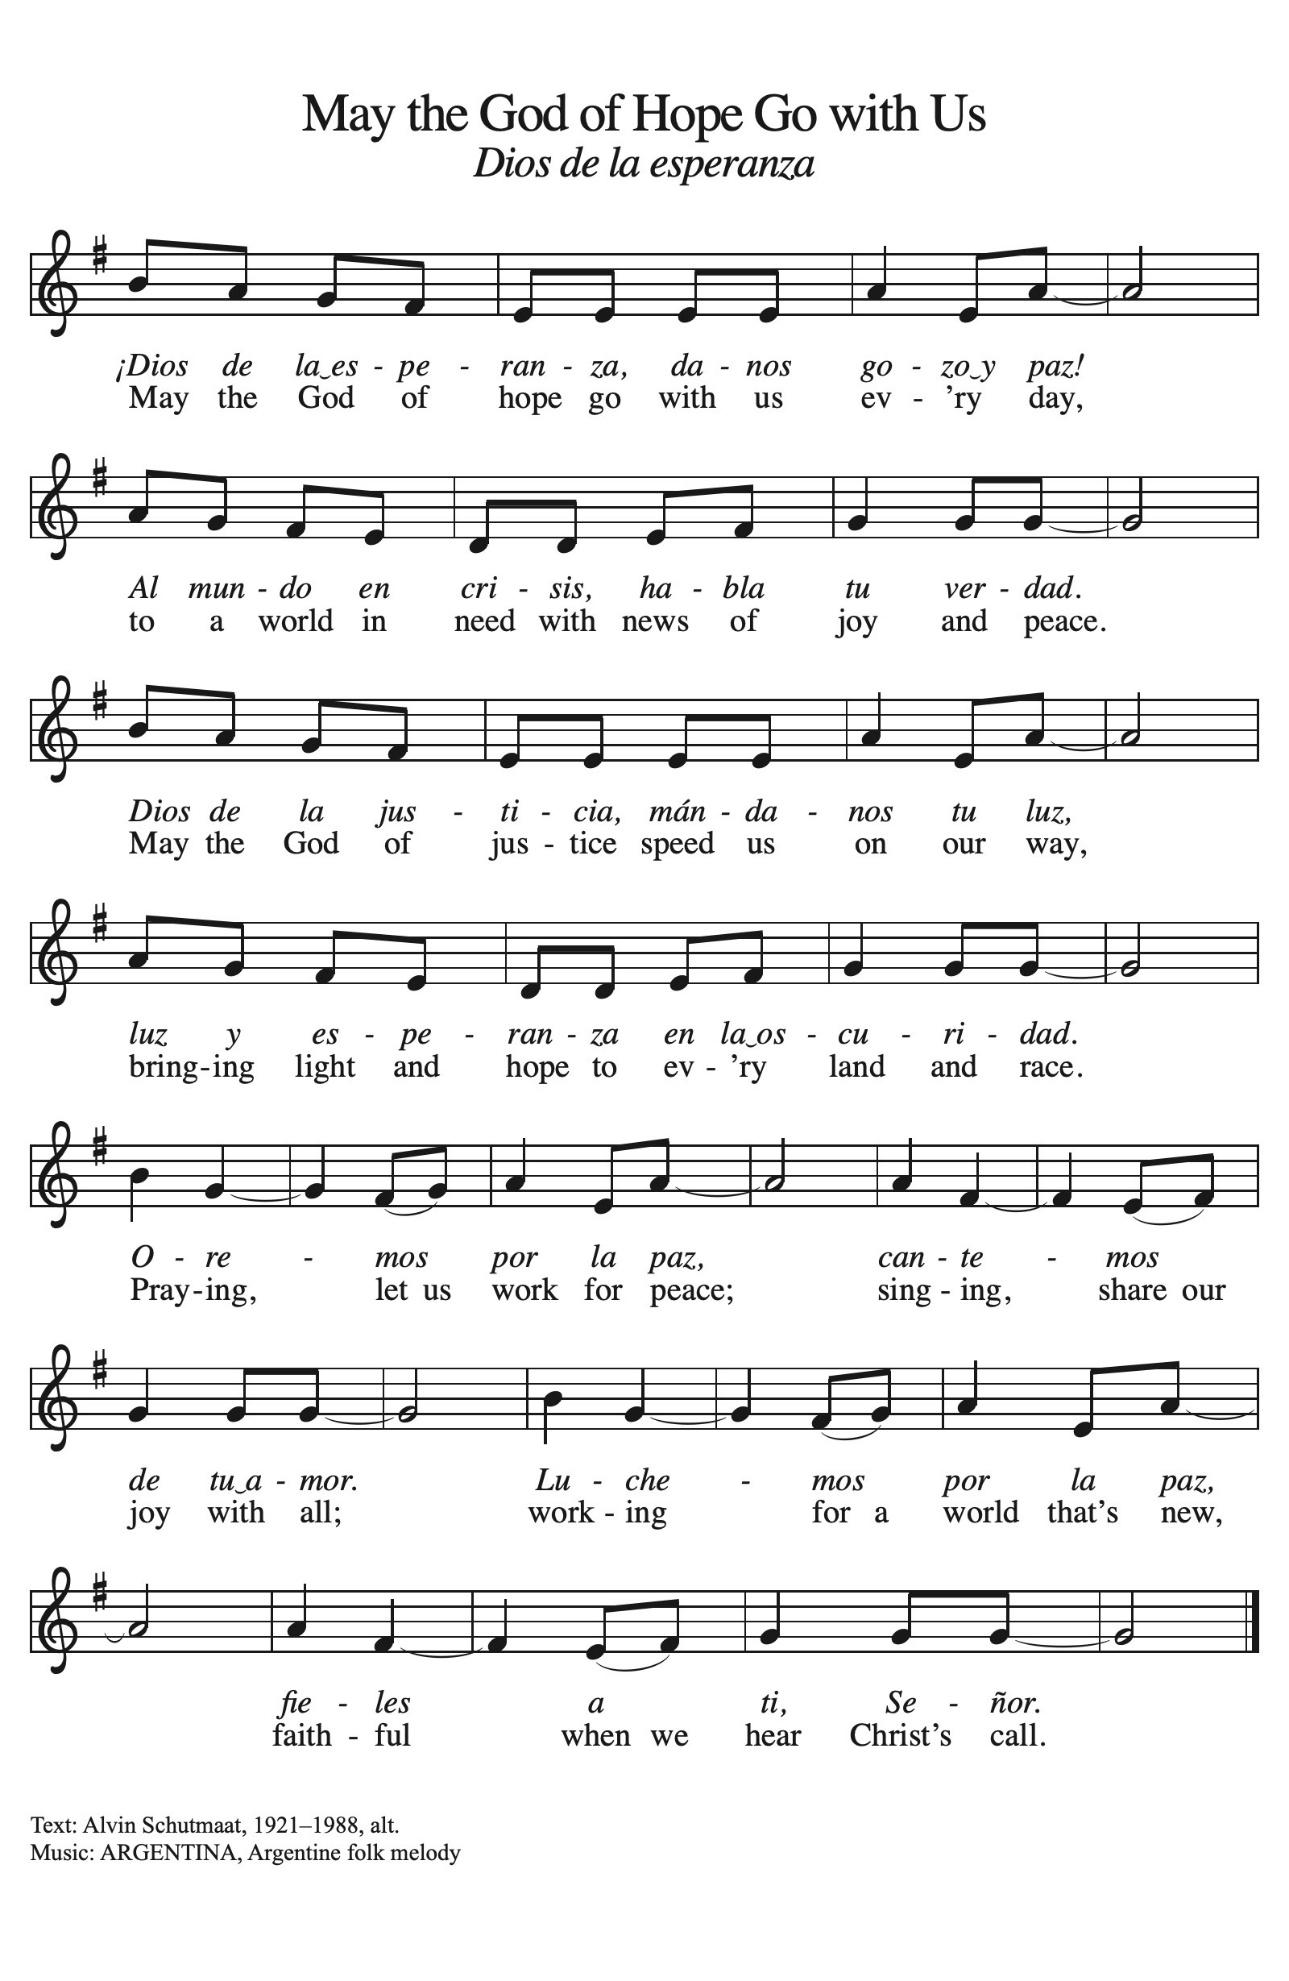 May the God of Hope Go with Us
Dios de la esperanza
¡Dios de la‿es - pe - ran - za, da - nos go - zo‿y paz!
May the God of hope go with us ev - ’ry day,
Al mun - do en cri - sis, ha - bla tu ver - dad.
to a world in need with news of joy and peace.
Dios de la jus - ti - cia, mán - da - nos tu luz,
May the God of jus - tice speed us on our way,
luz y es - pe - ran - za en la‿os - cu - ri - dad.
bring-ing light and hope to ev - ’ry land and race.
O - re - mos por la paz, can - te - mos
Pray-ing, let us work for peace; sing - ing, share our
de tu‿a - mor. Lu - che - mos por la paz,
joy with all; work - ing for a world that’s new,
fie - les a ti, Se - ñor.
faith - ful when we hear Christ’s call.
Text: Alvin Schutmaat, 1921–1988, alt.
Music: ARGENTINA, Argentine folk melody